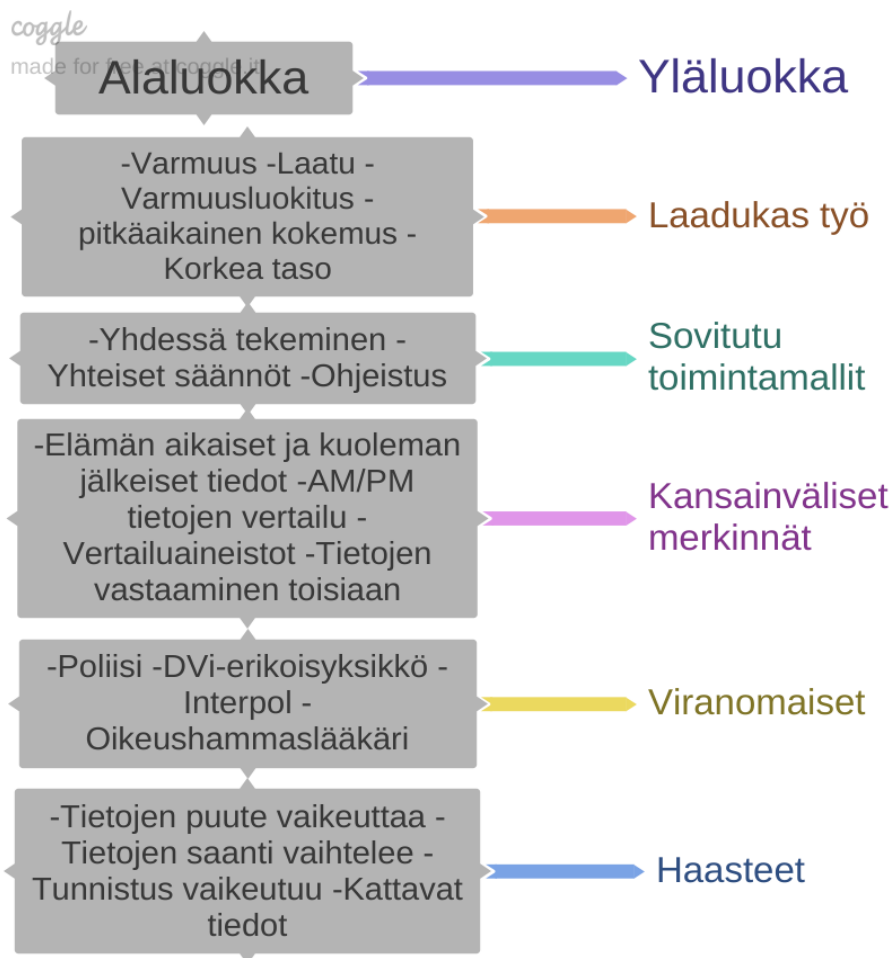 coggle
made for free at coggle.it
Alaluokka
Yläluokka
-Varmuus -Laatu -
Varmuusluokitus -
pitkäaikainen kokemus -
Korkea taso
Laadukas työ
-Yhdessä tekeminen -
Yhteiset säännöt -Ohjeistus
Sovitutu
toimintamallit
-Elämän aikaiset ja kuoleman
jälkeiset tiedot -AM/PM
tietojen vertailu -
Vertailuaineistot -Tietojen
vastaaminen toisiaan
Kansainväliset
merkinnät
-Poliisi -DVi-erikoisyksikkö -
Interpol -
Oikeushammaslääkäri
Viranomaiset
-Tietojen puute vaikeuttaa -
Tietojen saanti vaihtelee -
Tunnistus vaikeutuu -Kattavat
tiedot
Haasteet